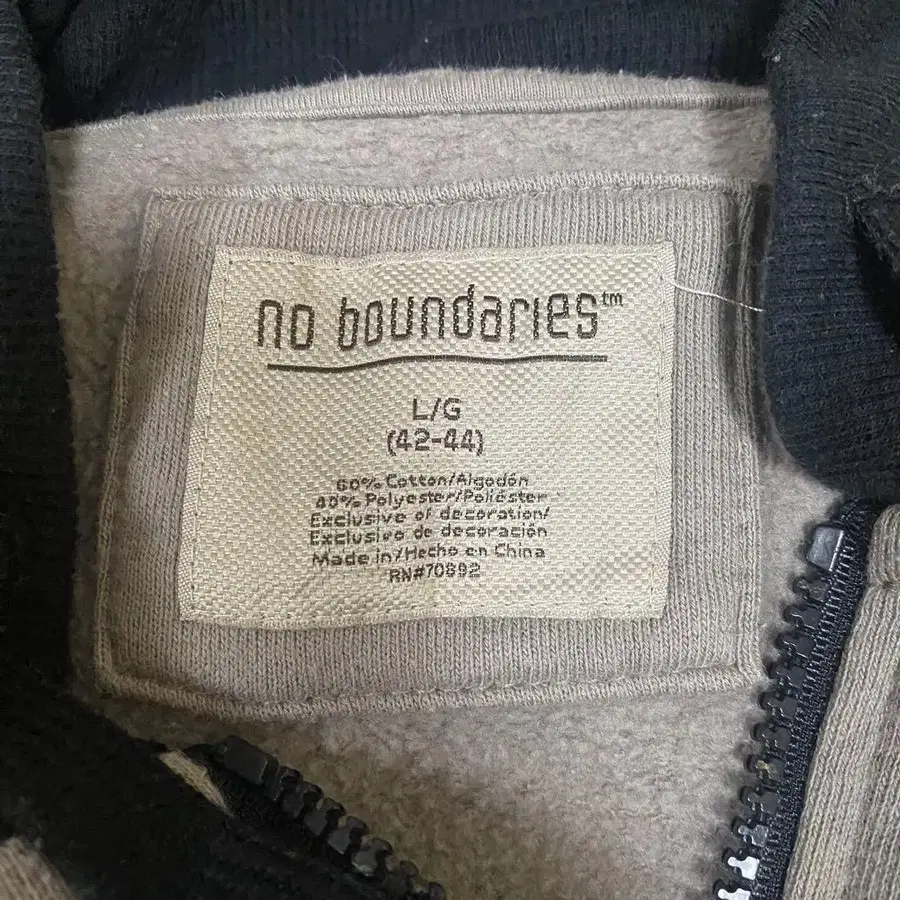 no boundaries™
L/G
(42-44)
60% Cotton/Algodón
40% Polyester/Poliéster
Exclusive of decoration/
Exclusivo de decoración
Made in/Hecho en China
RN#70892